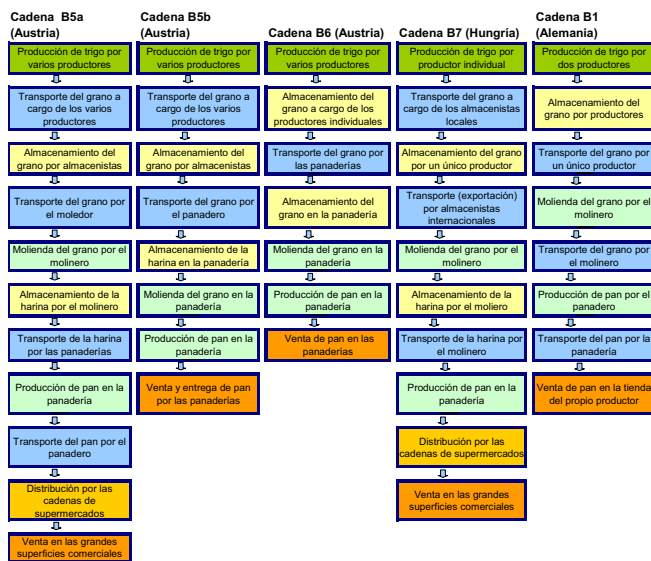 Cadena B5a
(Austria)
Producción de trigo por
varios productores
Transporte del grano a
cargo de los varios
productores
Almacenamiento del
grano por almacenistas
Transporte del grano por
el moledor
Molienda del grano por el
molinero
Almacenamiento de la
harina por el molinero
Transporte de la harina
por las panaderías
Producción de pan en la
panadería
Transporte del pan por el
panadero
Distribución por las
cadenas de
supermercados
Venta en las grandes
superficies comerciales
Cadena B5b
(Austria)
Producción de trigo por
varios productores
Transporte del grano a
cargo de los varios
productores
Almacenamiento del
grano por almacenistas
Transporte del grano por
el panadero
Almacenamiento de la
harina en la panadería
Molienda del grano en la
panadería
Producción de pan en la
panadería
Venta y entrega de pan
por las panaderías
Cadena B6 (Austria)
Producción de trigo por
varios productores
Almacenamiento del
grano a cargo de los
productores individuales
Transporte del grano por
las panaderías
Almacenamiento del
grano en la panadería
Molienda del grano en la
panadería
Producción de pan en la
panadería
Venta de pan en las
panaderías
Cadena B7 (Hungría)
Producción de trigo por
productor individual
Transporte del grano a
cargo de los almacenistas
locales
Almacenamiento del grano
por un único productor
Transporte (exportación)
por almacenistas
internacionales
Molienda del grano por el
molinero
Almacenamiento de la
harina por el moliero
Transporte de la harina por
el molinero
Producción de pan en la
panadería
Distribución por las
cadenas de supermercados
Venta en las grandes
superficies comerciales
Cadena B1
(Alemania)
Producción de trigo por
dos productores
Almacenamiento del
grano por productores
Transporte del grano por
un único productor
Molienda del grano por el
molinero
Transporte del grano por
el molinero
Producción de pan por el
panadero
Transporte del pan por la
panadería
Venta de pan en la tienda
del propio productor